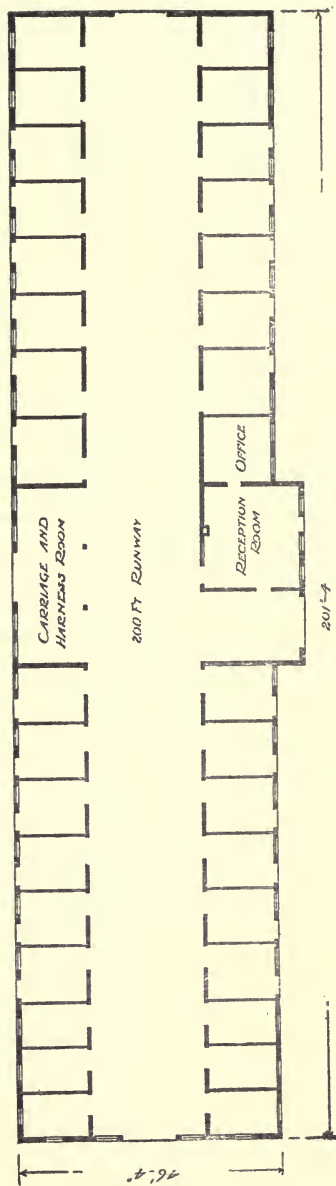 CARRIAGE AND
HARNESS ROOM
200 FT RUNWAY
RECEPTION
ROOM
OFFICE
201'-4
46'-4"